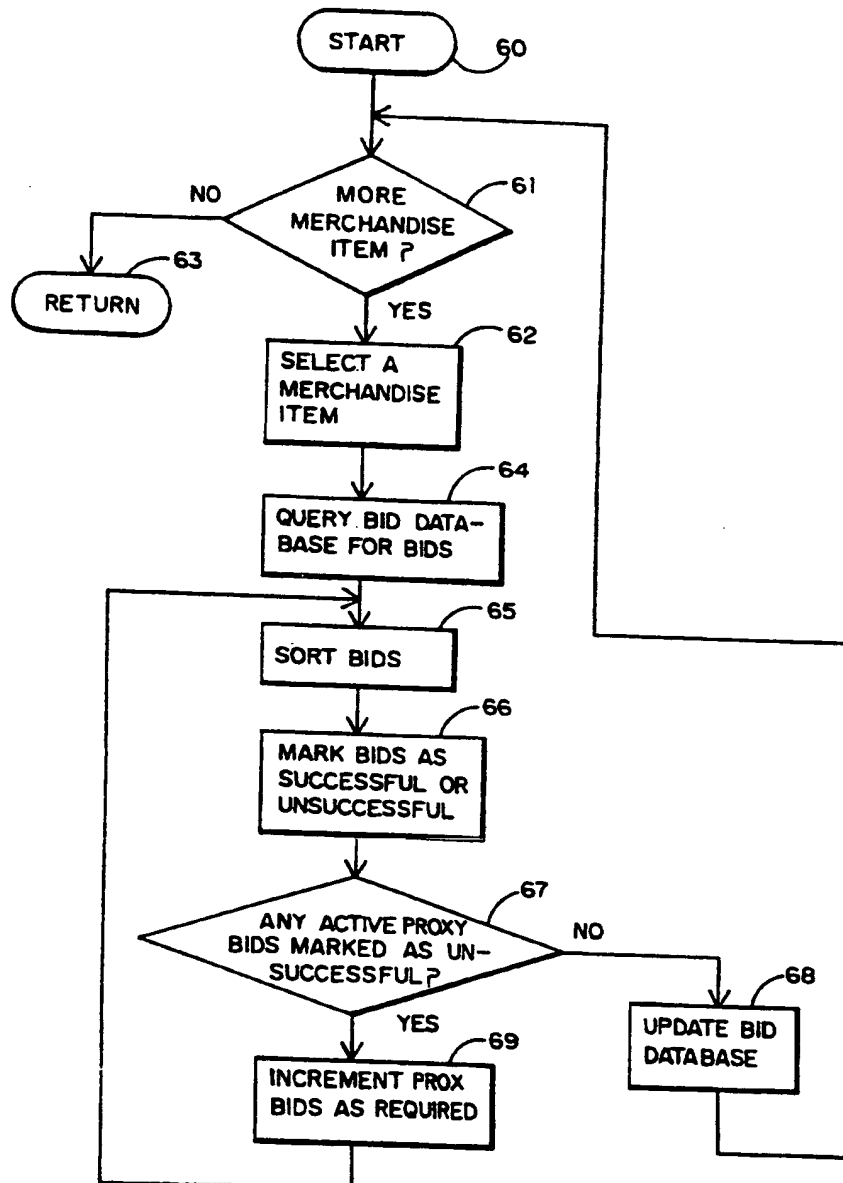 START
60
NO
MORE
MERCHANDISE
ITEM ?
61
63
RETURN
YES
62
SELECT A
MERCHANDISE
ITEM
64
QUERY BID DATA-
BASE FOR BIDS
65
SORT BIDS
66
MARK BIDS AS
SUCCESSFUL OR
UNSUCCESSFUL
67
ANY ACTIVE PROXY
BIDS MARKED AS UN-
SUCCESSFUL?
NO
YES
68
UPDATE BID
DATABASE
69
INCREMENT PROX
BIDS AS REQUIRED